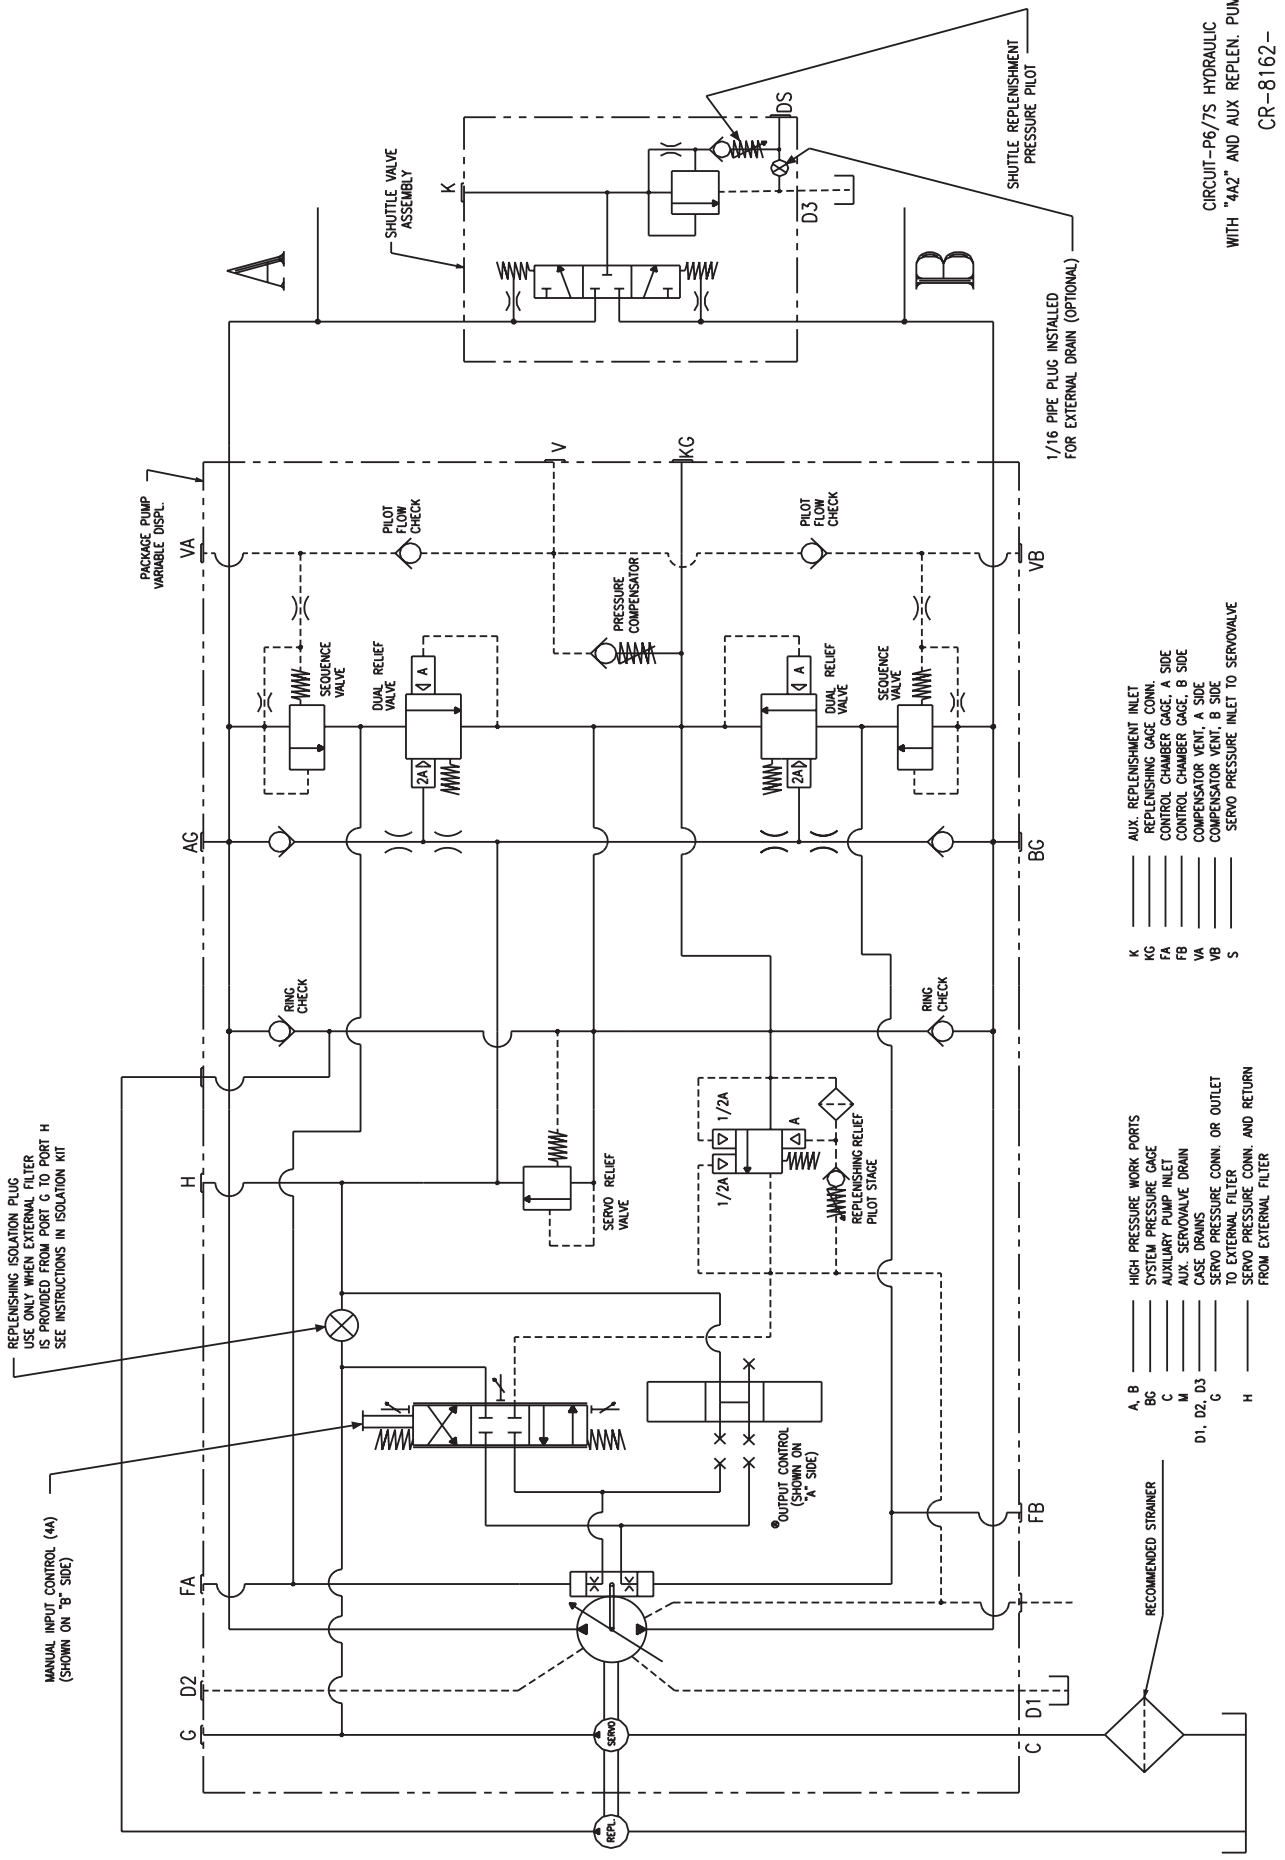 REPLENISHING ISOLATION PLUG
USE ONLY WHEN EXTERNAL FILTER
IS PROVIDED FROM PORT G TO PORT H
SEE INSTRUCTIONS IN ISOLATION KIT
MANUAL INPUT CONTROL (4A)
(SHOWN ON "B" SIDE)
PACKAGE PUMP
VARIABLE DISPL.
G
D2
FA
H
AG
VA
A
SHUTTLE VALVE
ASSEMBLY
K
RING
CHECK
SEQUENCE
VALVE
DUAL RELIEF
VALVE
2A
A
PILOT
FLOW
CHECK
V
PRESSURE
COMPENSATOR
KG
SERVO RELIEF
VALVE
REPL.
SERVO
1/2A
1/2A
A
REPLENISHING RELIEF
PILOT STAGE
OUTPUT CONTROL
(SHOWN ON
"A" SIDE)
RING
CHECK
2A
A
DUAL RELIEF
VALVE
SEQUENCE
VALVE
PILOT
FLOW
CHECK
DS
D3
B
SHUTTLE REPLENISHMENT
PRESSURE PILOT
1/16 PIPE PLUG INSTALLED
FOR EXTERNAL DRAIN (OPTIONAL)
C
D1
FB
BG
VB
RECOMMENDED STRAINER
A, B HIGH PRESSURE WORK PORTS
BG SYSTEM PRESSURE GAGE
C AUXILIARY PUMP INLET
M AUX. SERVOVALVE DRAIN
D1, D2, D3 CASE DRAINS
G SERVO PRESSURE CONN. OR OUTLET
TO EXTERNAL FILTER
H SERVO PRESSURE CONN. AND RETURN
FROM EXTERNAL FILTER
K AUX. REPLENISHMENT INLET
KG REPLENISHING GAGE CONN.
FA CONTROL CHAMBER GAGE, A SIDE
FB CONTROL CHAMBER GAGE, B SIDE
VA COMPENSATOR VENT, A SIDE
VB COMPENSATOR VENT, B SIDE
S SERVO PRESSURE INLET TO SERVOVALVE
CIRCUIT-P6/7S HYDRAULIC
WITH "4A2" AND AUX REPLEN. PUM
CR-8162-